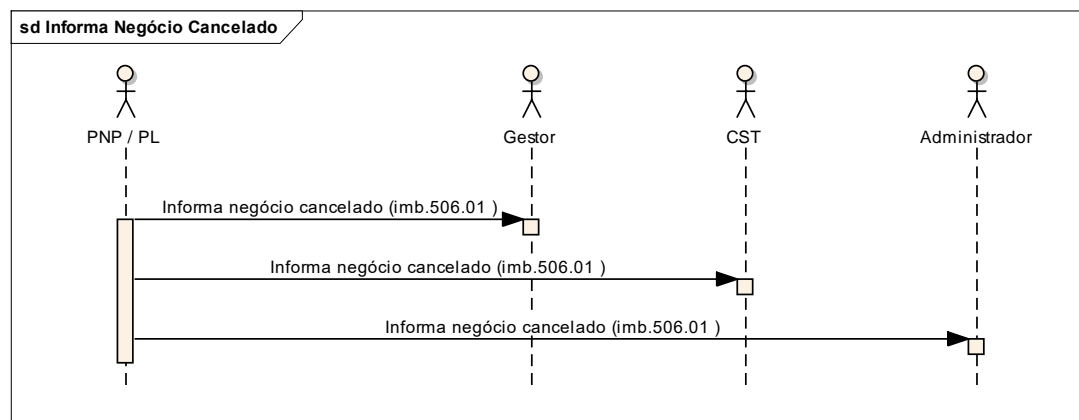 sd Informa Negócio Cancelado
PNP / PL
Gestor
CST
Administrador
Informa negócio cancelado (imb.506.01 )
Informa negócio cancelado (imb.506.01 )
Informa negócio cancelado (imb.506.01 )